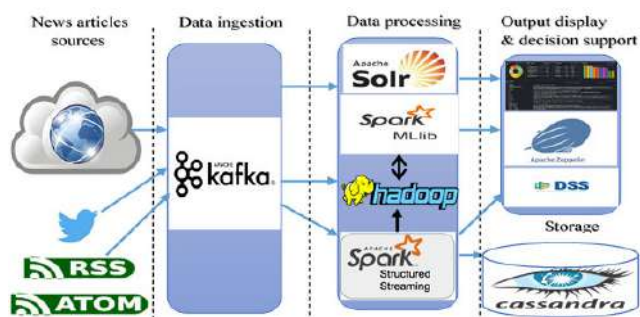 News articles
sources
Data ingestion
Data processing
Output display
& decision support
Apache
Solr
Spark
MLlib
APACHE
kafka
hadoop
APACHE
Spark
Structured
Streaming
Apache Zeppelin
DSS
Storage
cassandra
RSS
ATOM